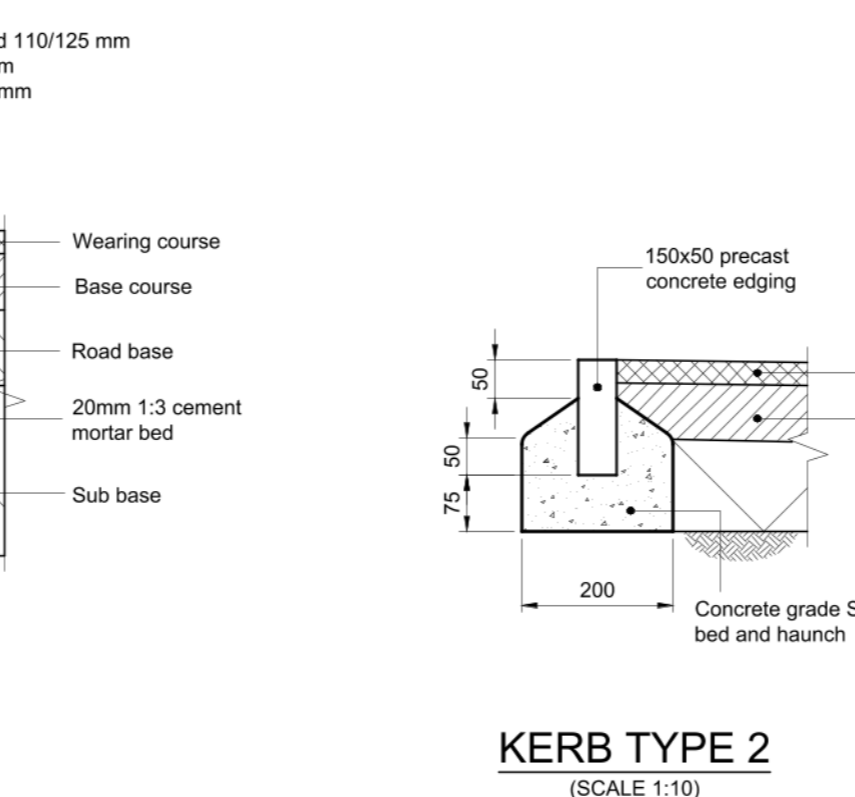 110/125 mm
mm
Wearing course
Base course
Road base
20mm 1:3 cement
mortar bed
Sub base
150x50 precast
concrete edging
50
50
75
200
Concrete grade
bed and haunch
KERB TYPE 2
(SCALE 1:10)